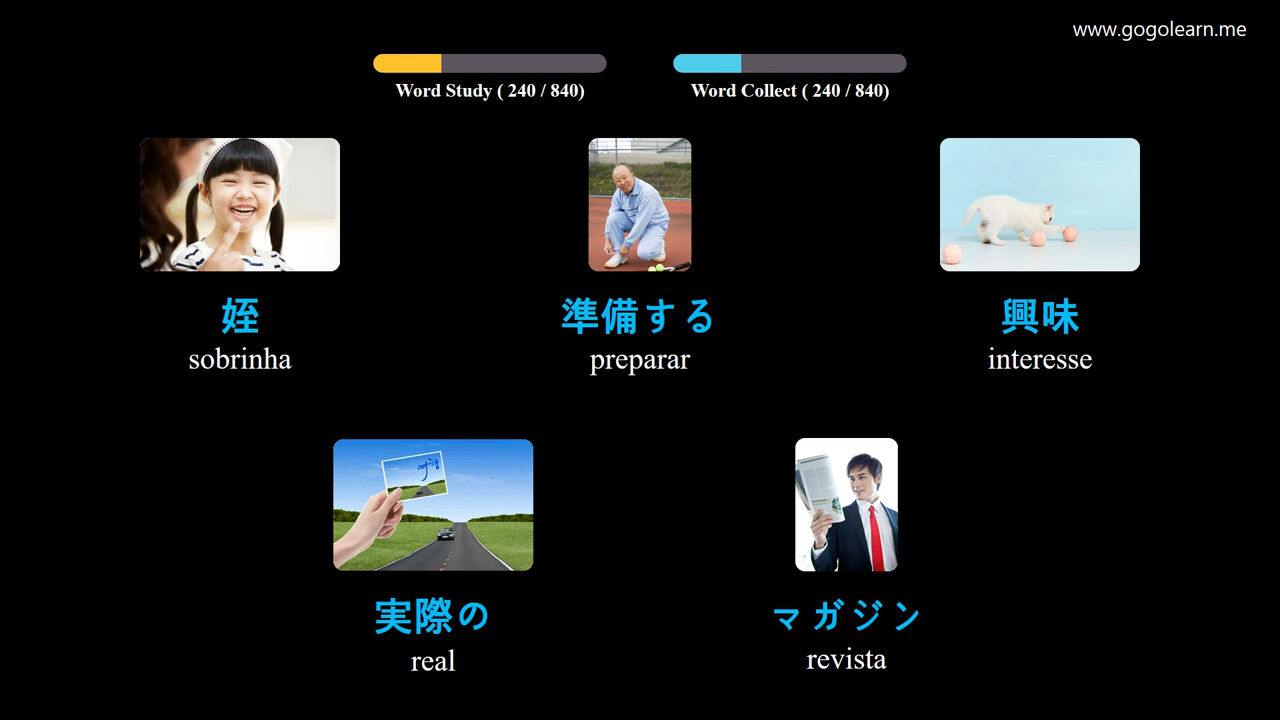 www.gogolearn.me
Word Study ( 240 / 840)
Word Collect ( 240 / 840)
姪
sobrinha
準備する
preparar
興味
interesse
実際の
real
マガジン
revista